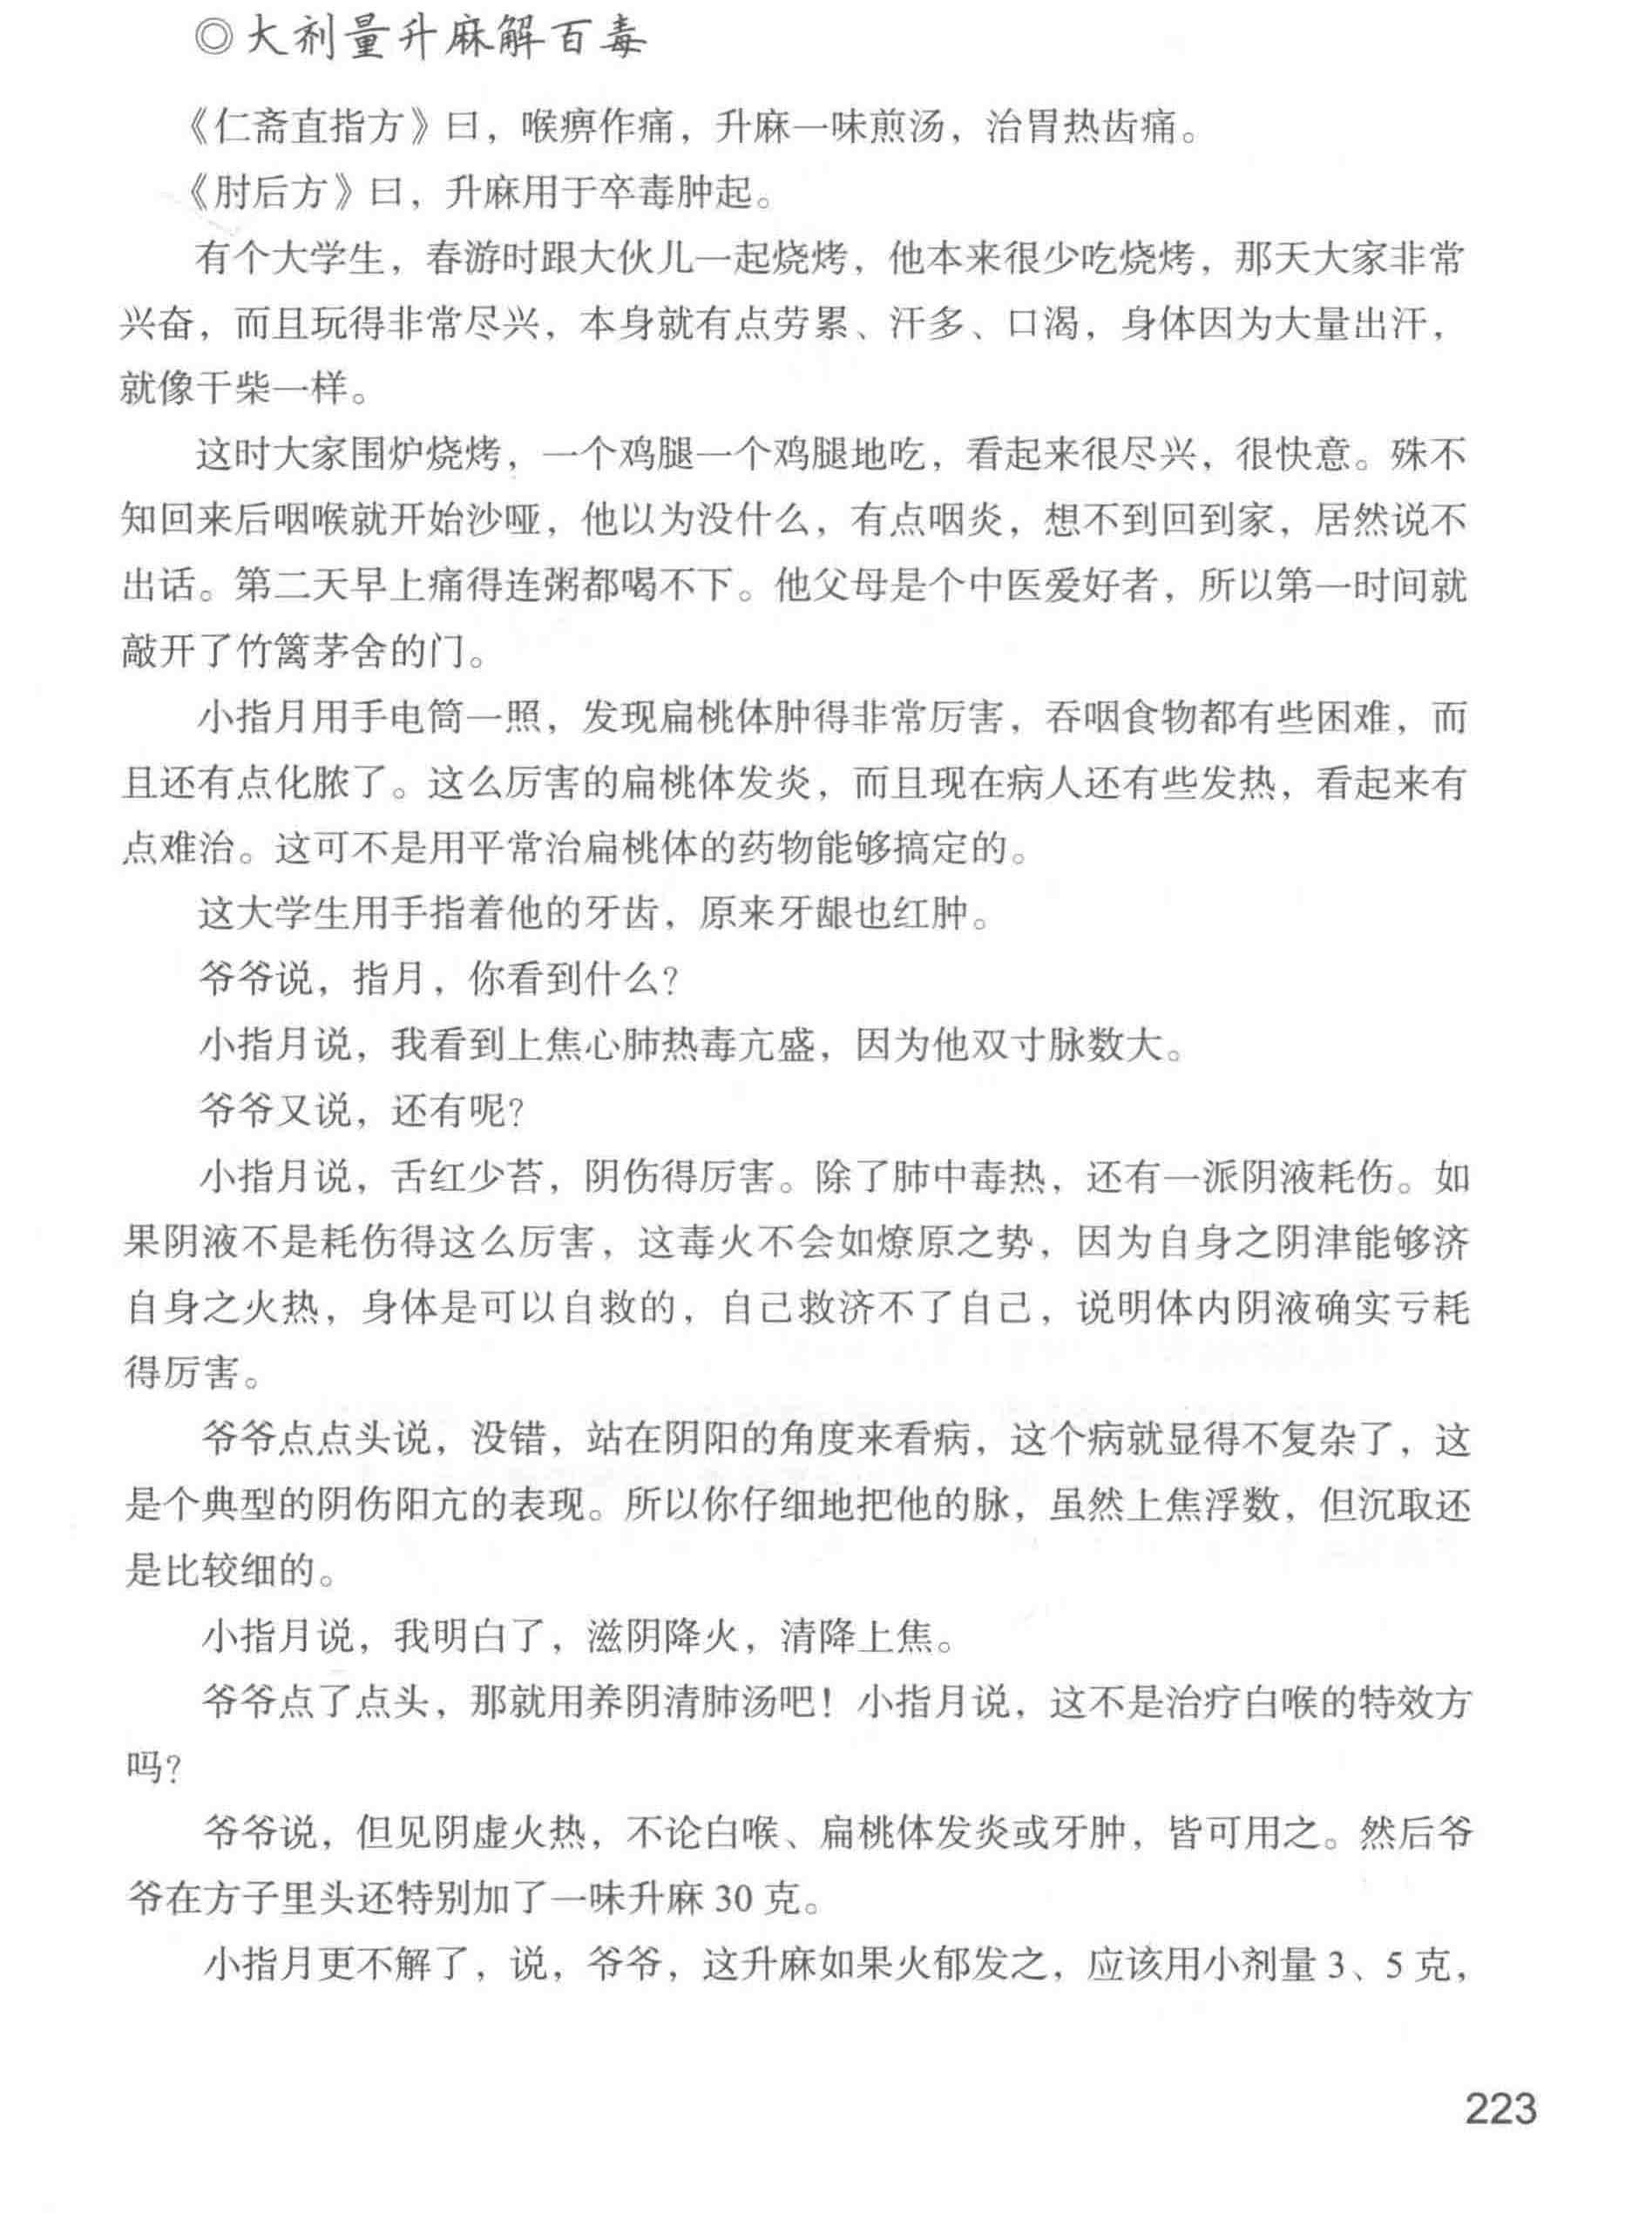 ◎大剂量升麻解百毒
《仁斋直指方》曰，喉痹作痛，升麻一味煎汤，治胃热齿痛。
《肘后方》曰，升麻用于卒毒肿起。
有个大学生，春游时跟大伙儿一起烧烤，他本来很少吃烧烤，那天大家非常
兴奋，而且玩得非常尽兴，本身就有点劳累、汗多、口渴，身体因为大量出汗，
就像干柴一样。
这时大家围炉烧烤，一个鸡腿一个鸡腿地吃，看起来很尽兴，很快意。殊不
知回来后咽喉就开始沙哑，他以为没什么，有点咽炎，想不到回到家，居然说不
出话。第二天早上痛得连粥都喝不下。他父母是个中医爱好者，所以第一时间就
敲开了竹篱茅舍的门。
小指月用手电筒一照，发现扁桃体肿得非常厉害，吞咽食物都有些困难，而
且还有点化脓了。这么厉害的扁桃体发炎，而且现在病人还有些发热，看起来有
点难治。这可不是用平常治扁桃体的药物能够搞定的。
这大学生用手指着他的牙齿，原来牙龈也红肿。
爷爷说，指月，你看到什么？
小指月说，我看到上焦心肺热毒亢盛，因为他双寸脉数大。
爷爷又说，还有呢？
小指月说，舌红少苔，阴伤得厉害。除了肺中毒热，还有一派阴液耗伤。如
果阴液不是耗伤得这么厉害，这毒火不会如燎原之势，因为自身之阴津能够济
自身之火热，身体是可以自救的，自己救济不了自己，说明体内阴液确实亏耗
得厉害。
爷爷点点头说，没错，站在阴阳的角度来看病，这个病就显得不复杂了，这
是个典型的阴伤阳亢的表现。所以你仔细地把他的脉，虽然上焦浮数，但沉取还
是比较细的。
小指月说，我明白了，滋阴降火，清降上焦。
爷爷点了点头，那就用养阴清肺汤吧！小指月说，这不是治疗白喉的特效方
吗？
爷爷说，但见阴虚火热，不论白喉、扁桃体发炎或牙肿，皆可用之。然后爷
爷在方子里头还特别加了一味升麻 30 克。
小指月更不解了，说，爷爷，这升麻如果火郁发之，应该用小剂量 3、5 克，
223